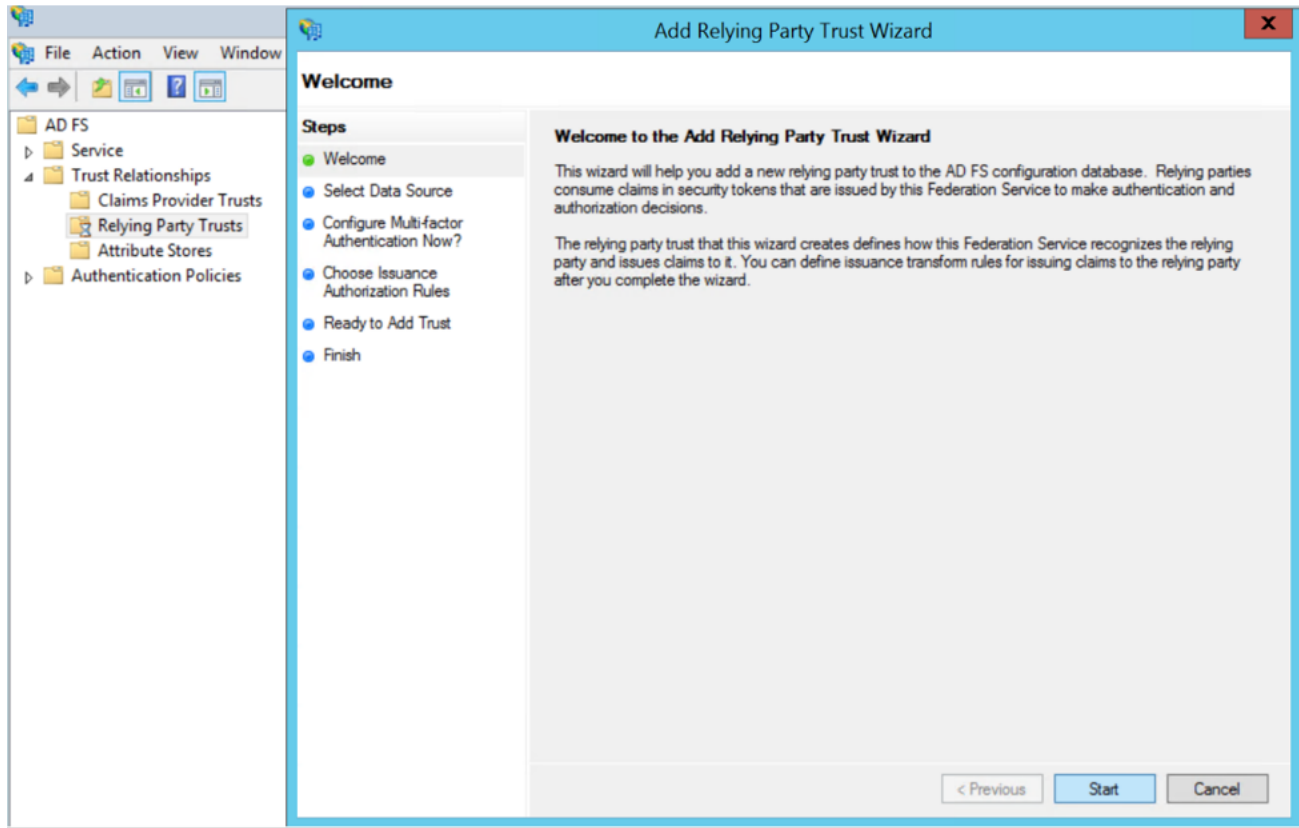 Add Relying Party Trust Wizard
X
File Action View Window
Welcome
AD FS
Service
Trust Relationships
Claims Provider Trusts
Relying Party Trusts
Attribute Stores
Authentication Policies
Steps
Welcome
Select Data Source
Configure Multi-factor
Authentication Now?
Choose Issuance
Authorization Rules
Ready to Add Trust
Finish
Welcome to the Add Relying Party Trust Wizard
This wizard will help you add a new relying party trust to the AD FS configuration database. Relying parties
consume claims in security tokens that are issued by this Federation Service to make authentication and
authorization decisions.
The relying party trust that this wizard creates defines how this Federation Service recognizes the relying
party and issues claims to it. You can define issuance transform rules for issuing claims to the relying party
after you complete the wizard.
< Previous
Start
Cancel